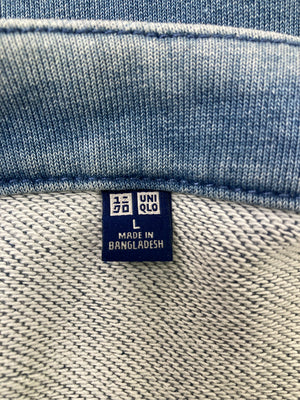 ユニ UNI
クロ QLO
L
MADE IN
BANGLADESH